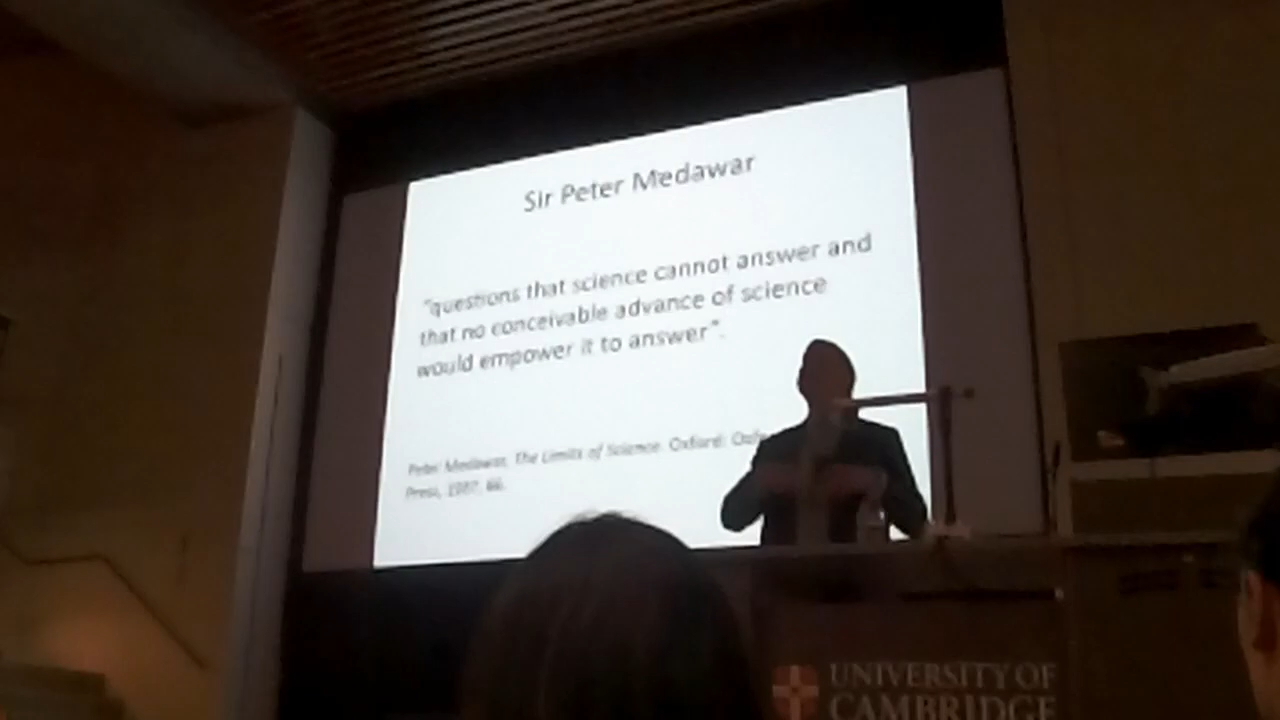 Sir Peter Medawar
"questions that science cannot answer and
that no conceivable advance of science
would empower it to answer".
Peter Medawar, The Limits of Science. Oxford: 
Press, 1987, 66.
UNIVERSITY OF
CAMBRIDGE